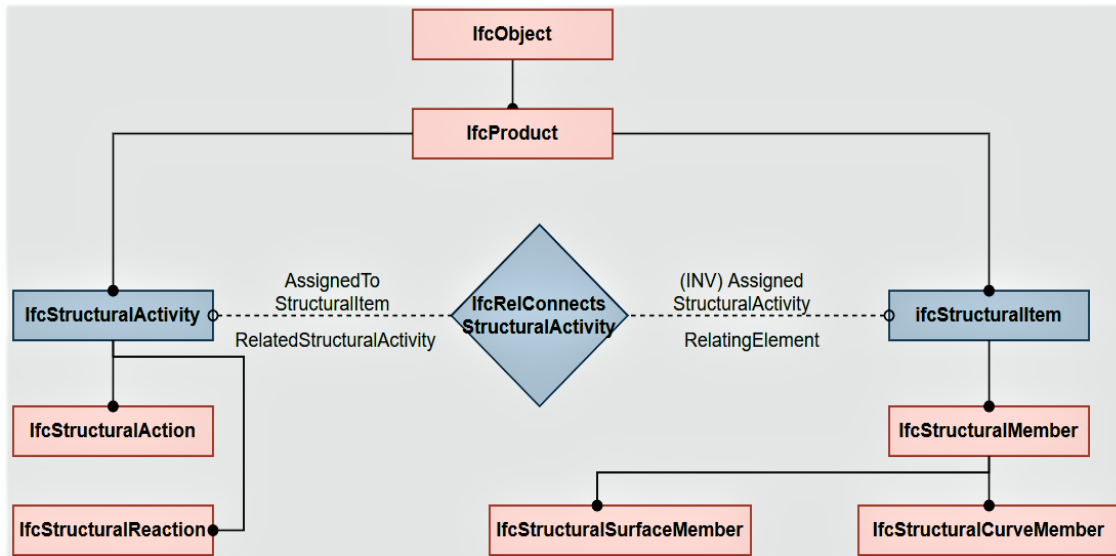 IfcObject
IfcProduct
AssignedTo
StructuralItem
(INV) Assigned
StructuralActivity
IfcStructuralActivity
IfcRelConnects
StructuralActivity
ifcStructuralItem
RelatedStructuralActivity
RelatingElement
IfcStructuralAction
IfcStructuralMember
IfcStructuralReaction
IfcStructuralSurfaceMember
IfcStructuralCurveMember